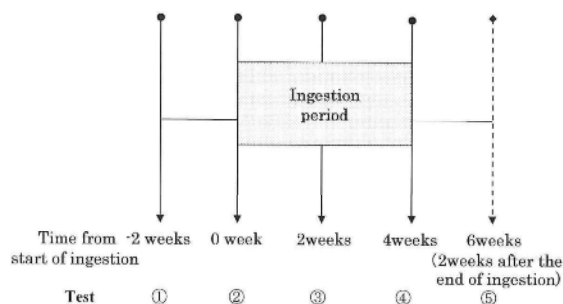 Ingestion
period
Time from -2 weeks 0 week 2weeks 4weeks 6weeks
start of ingestion (2weeks after the
end of ingestion)
Test ① ② ③ ④ ⑤